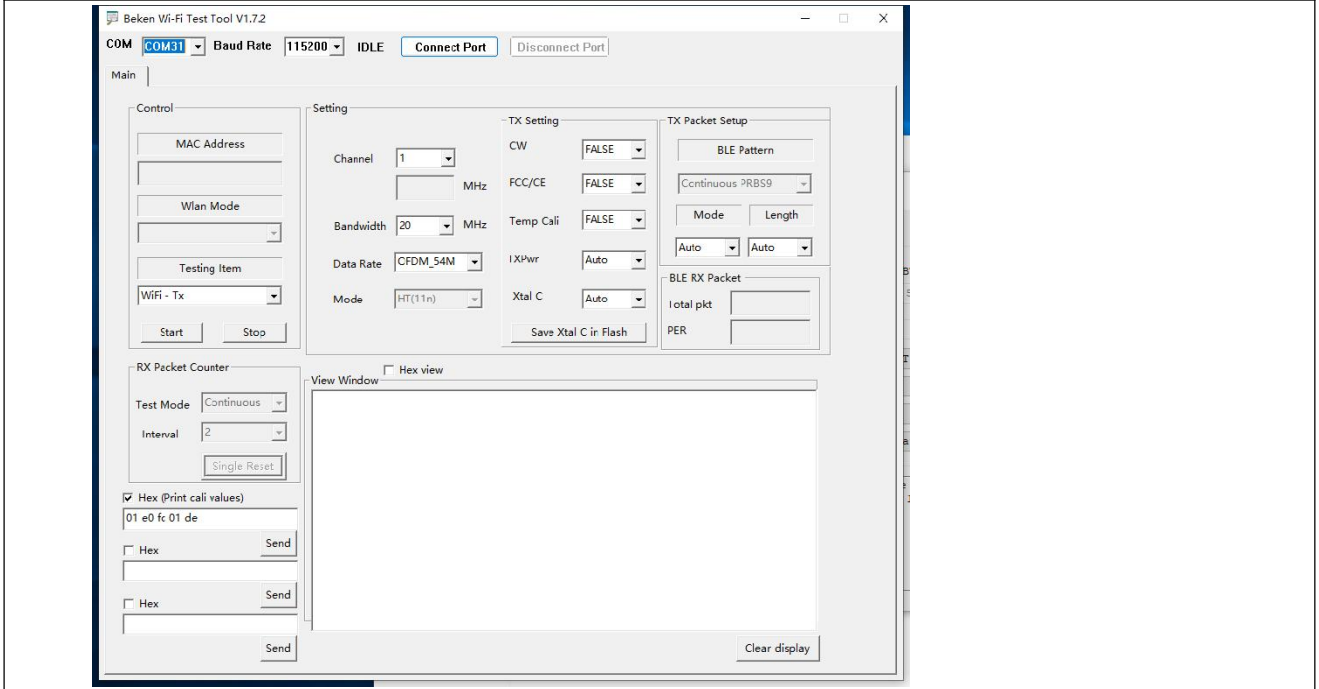 Beken Wi-Fi Test Tool V1.7.2
COM COM31 Baud Rate 115200 IDLE Connect Port Disconnect Port
Main
Control
MAC Address
Wlan Mode
Testing Item
WiFi - Tx
Start Stop
Setting
Channel 1
MHz
Bandwidth 20 MHz
Data Rate CFDM_54M
Mode HT(11n)
TX Setting
CW FALSE
FCC/CE FALSE
Temp Cali FALSE
TXPwr Auto
Xtal C Auto
Save Xtal C in Flash
TX Packet Setup
BLE Pattern
Continuous PRBS9
Mode Length
Auto Auto
BLE RX Packet
Total pkt
PER
RX Packet Counter
Test Mode Continuous
Interval 2
Single Reset
Hex (Print cali values)
01 e0 fc 01 de
Send
Hex
Send
Hex
Send
Hex view
View Window
Clear display